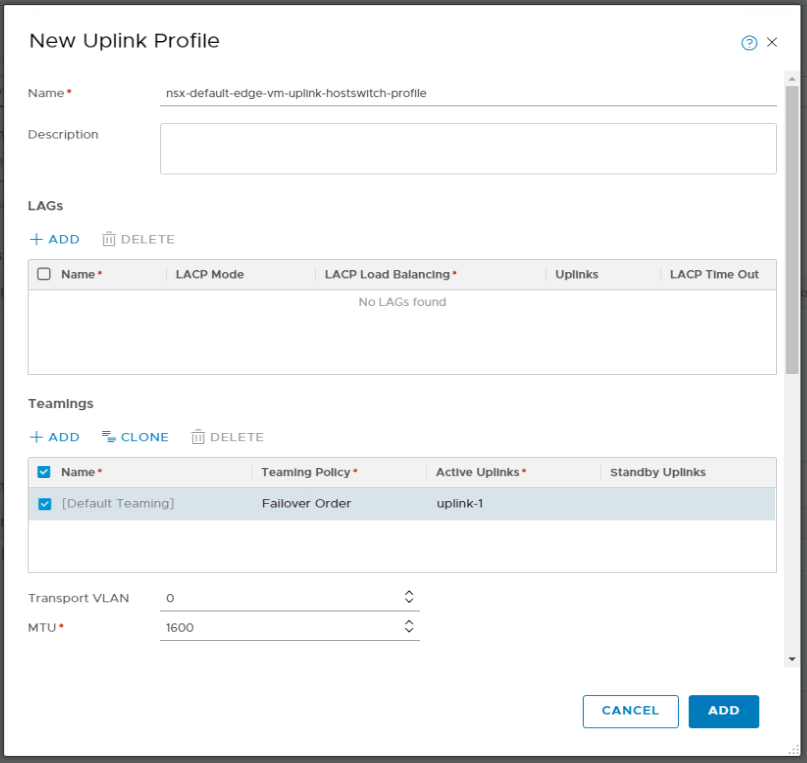 New Uplink Profile
Name* nsx-default-edge-vm-uplink-hostswitch-profile
Description
LAGs
+ ADD DELETE
Name* LACP Mode LACP Load Balancing* Uplinks LACP Time Out
No LAGs found
Teamings
+ ADD CLONE DELETE
Name* Teaming Policy* Active Uplinks* Standby Uplinks
[Default Teaming] Failover Order uplink-1
Transport VLAN 0
MTU* 1600
CANCEL ADD